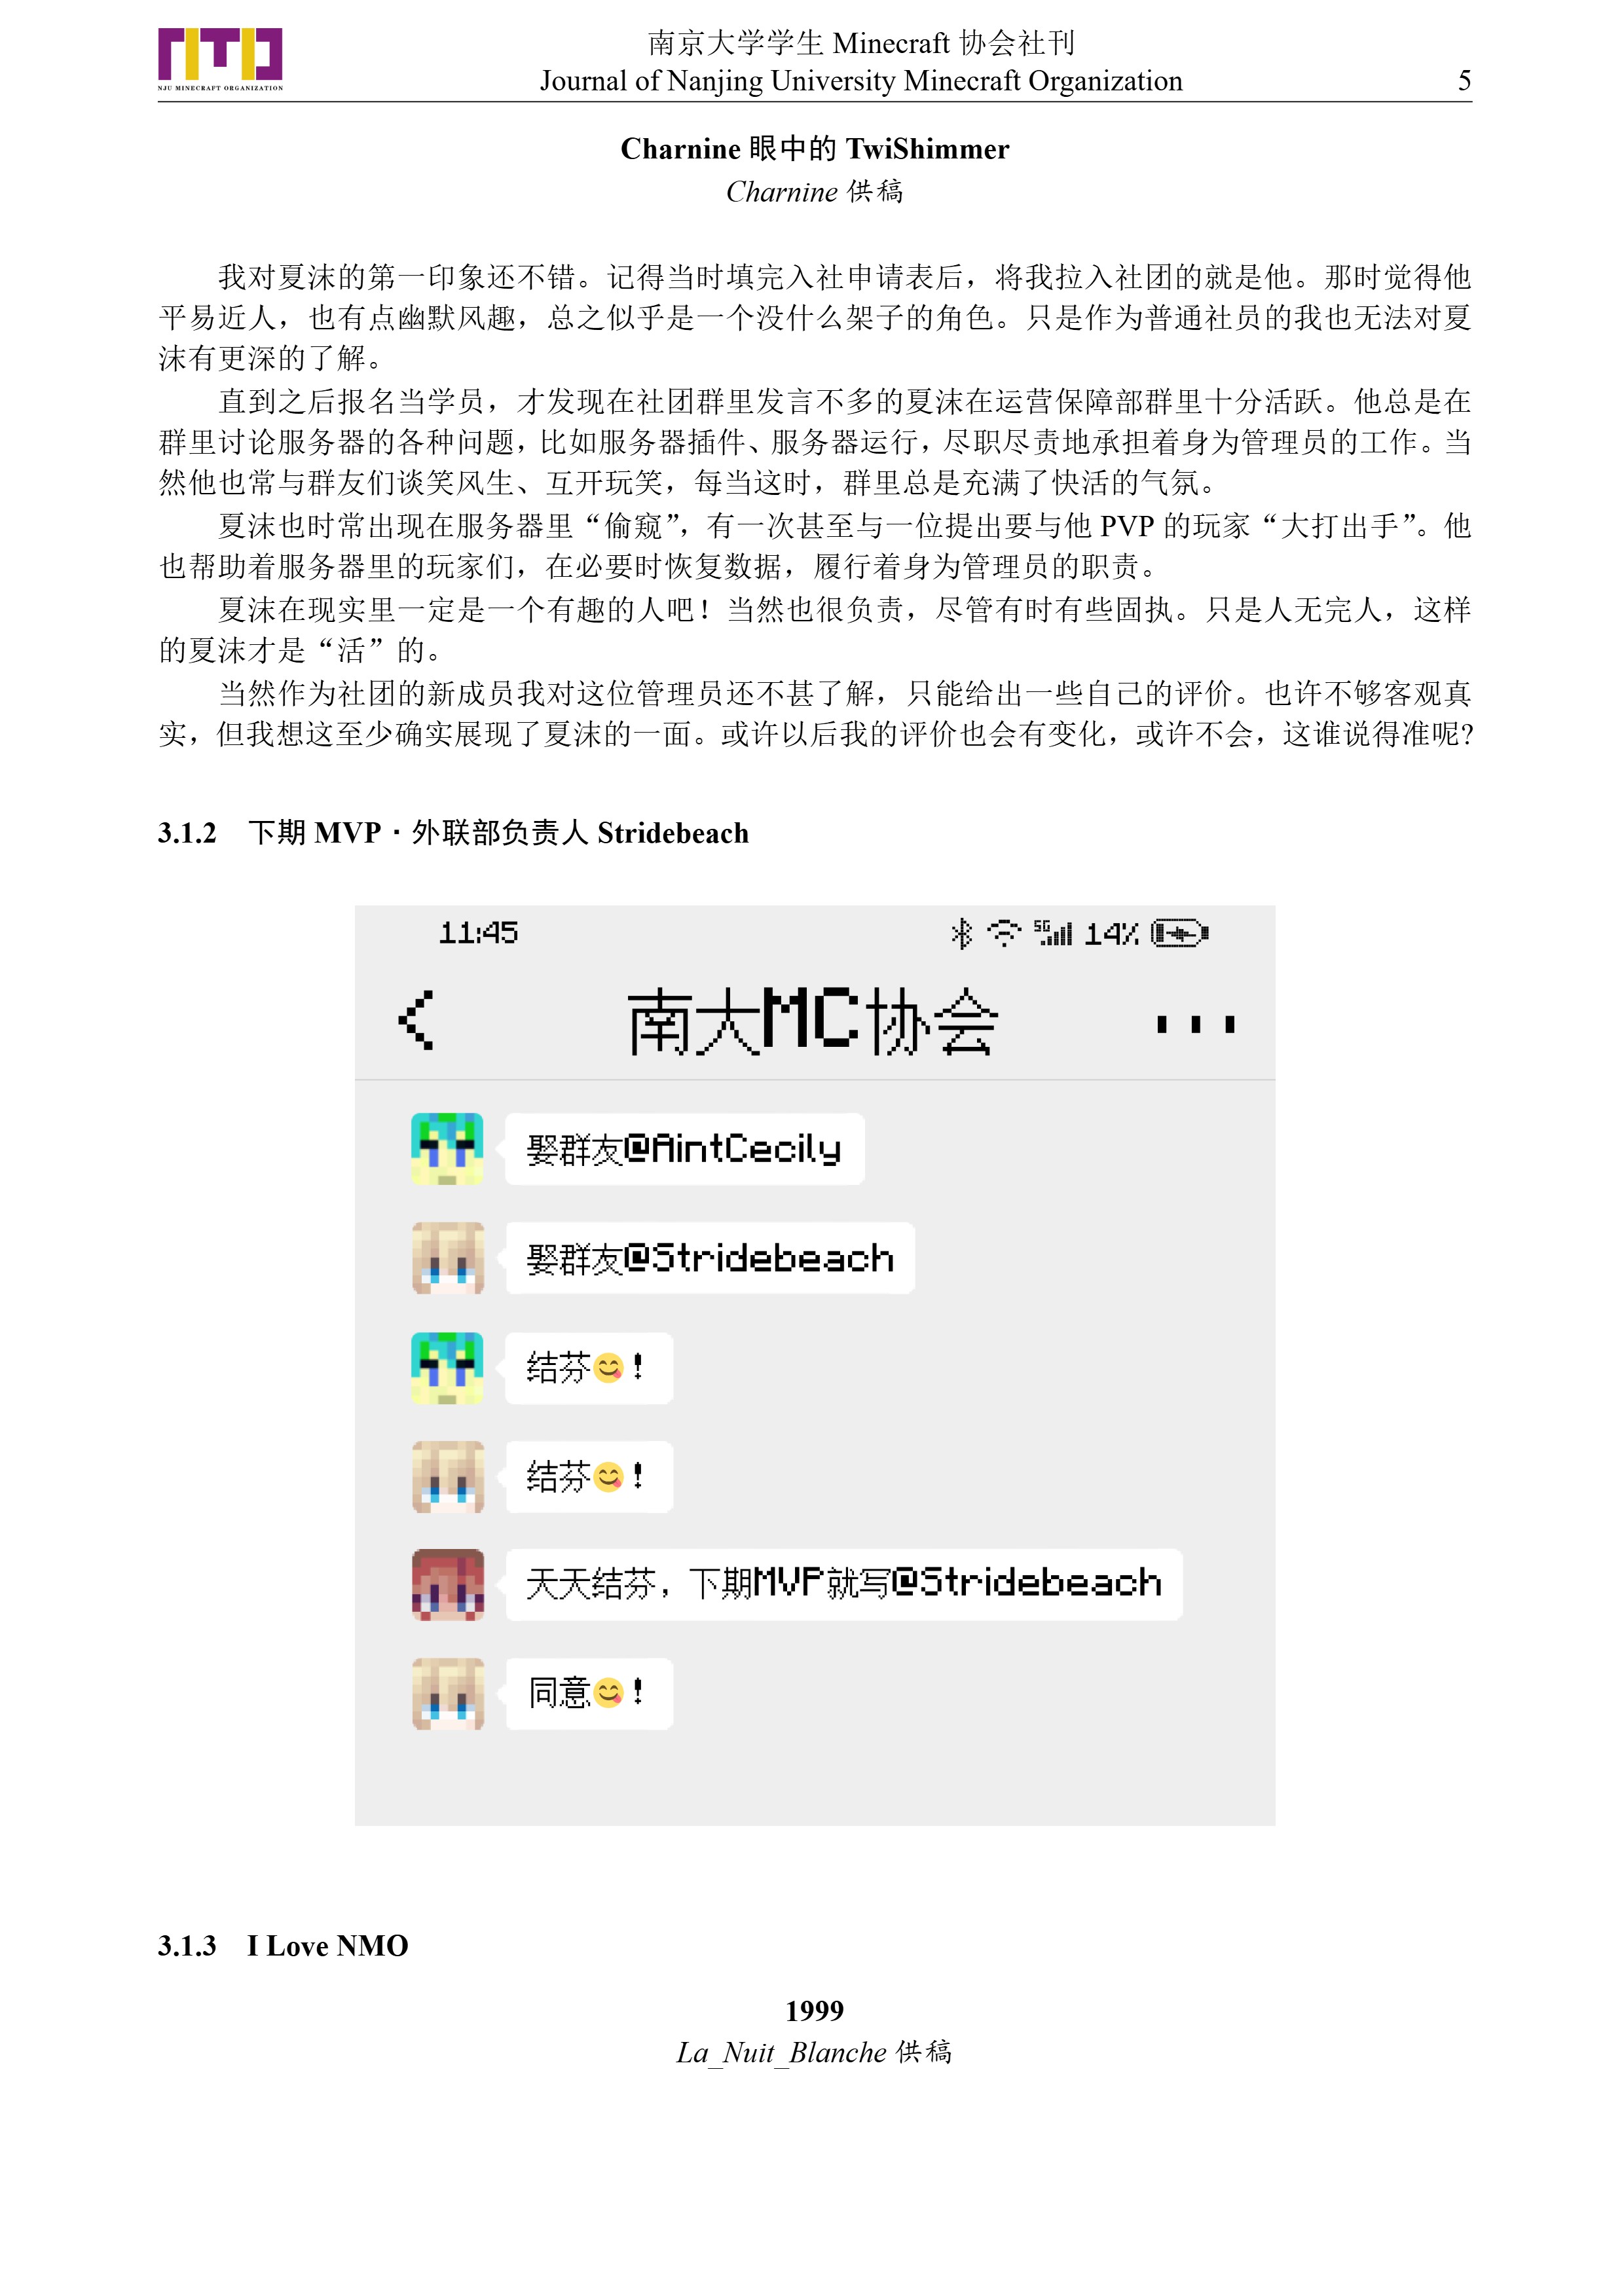 NJU MINECRAFT ORGANIZATION
南京大学学生 Minecraft 协会社刊
Journal of Nanjing University Minecraft Organization
5
Charnine 眼中的 TwiShimmer
Charnine 供稿
我对夏沫的第一印象还不错。记得当时填完入社申请表后，将我拉入社团的就是他。那时觉得他
平易近人，也有点幽默风趣，总之似乎是一个没什么架子的角色。只是作为普通社员的我也无法对夏
沫有更深的了解。
直到之后报名当学员，才发现在社团群里发言不多的夏沫在运营保障部群里十分活跃。他总是在
群里讨论服务器的各种问题，比如服务器插件、服务器运行，尽职尽责地承担着身为管理员的工作。当
然他也常与群友们谈笑风生、互开玩笑，每当这时，群里总是充满了快活的气氛。
夏沫也时常出现在服务器里“偷窥”，有一次甚至与一位提出要与他 PVP 的玩家“大打出手”。他
也帮助着服务器里的玩家们，在必要时恢复数据，履行着身为管理员的职责。
夏沫在现实里一定是一个有趣的人吧！当然也很负责，尽管有时有些固执。只是人无完人，这样
的夏沫才是“活”的。
当然作为社团的新成员我对这位管理员还不甚了解，只能给出一些自己的评价。也许不够客观真
实，但我想这至少确实展现了夏沫的一面。或许以后我的评价也会有变化，或许不会，这谁说得准呢?
3.1.2 下期 MVP · 外联部负责人 Stridebeach
11:45
5G 14%
南大MC协会
娶群友@AintCecily
娶群友@Stridebeach
结芬😋！
结芬😋！
天天结芬，下期MVP就写@Stridebeach
同意😋！
3.1.3 I Love NMO
1999
La_Nuit_Blanche 供稿